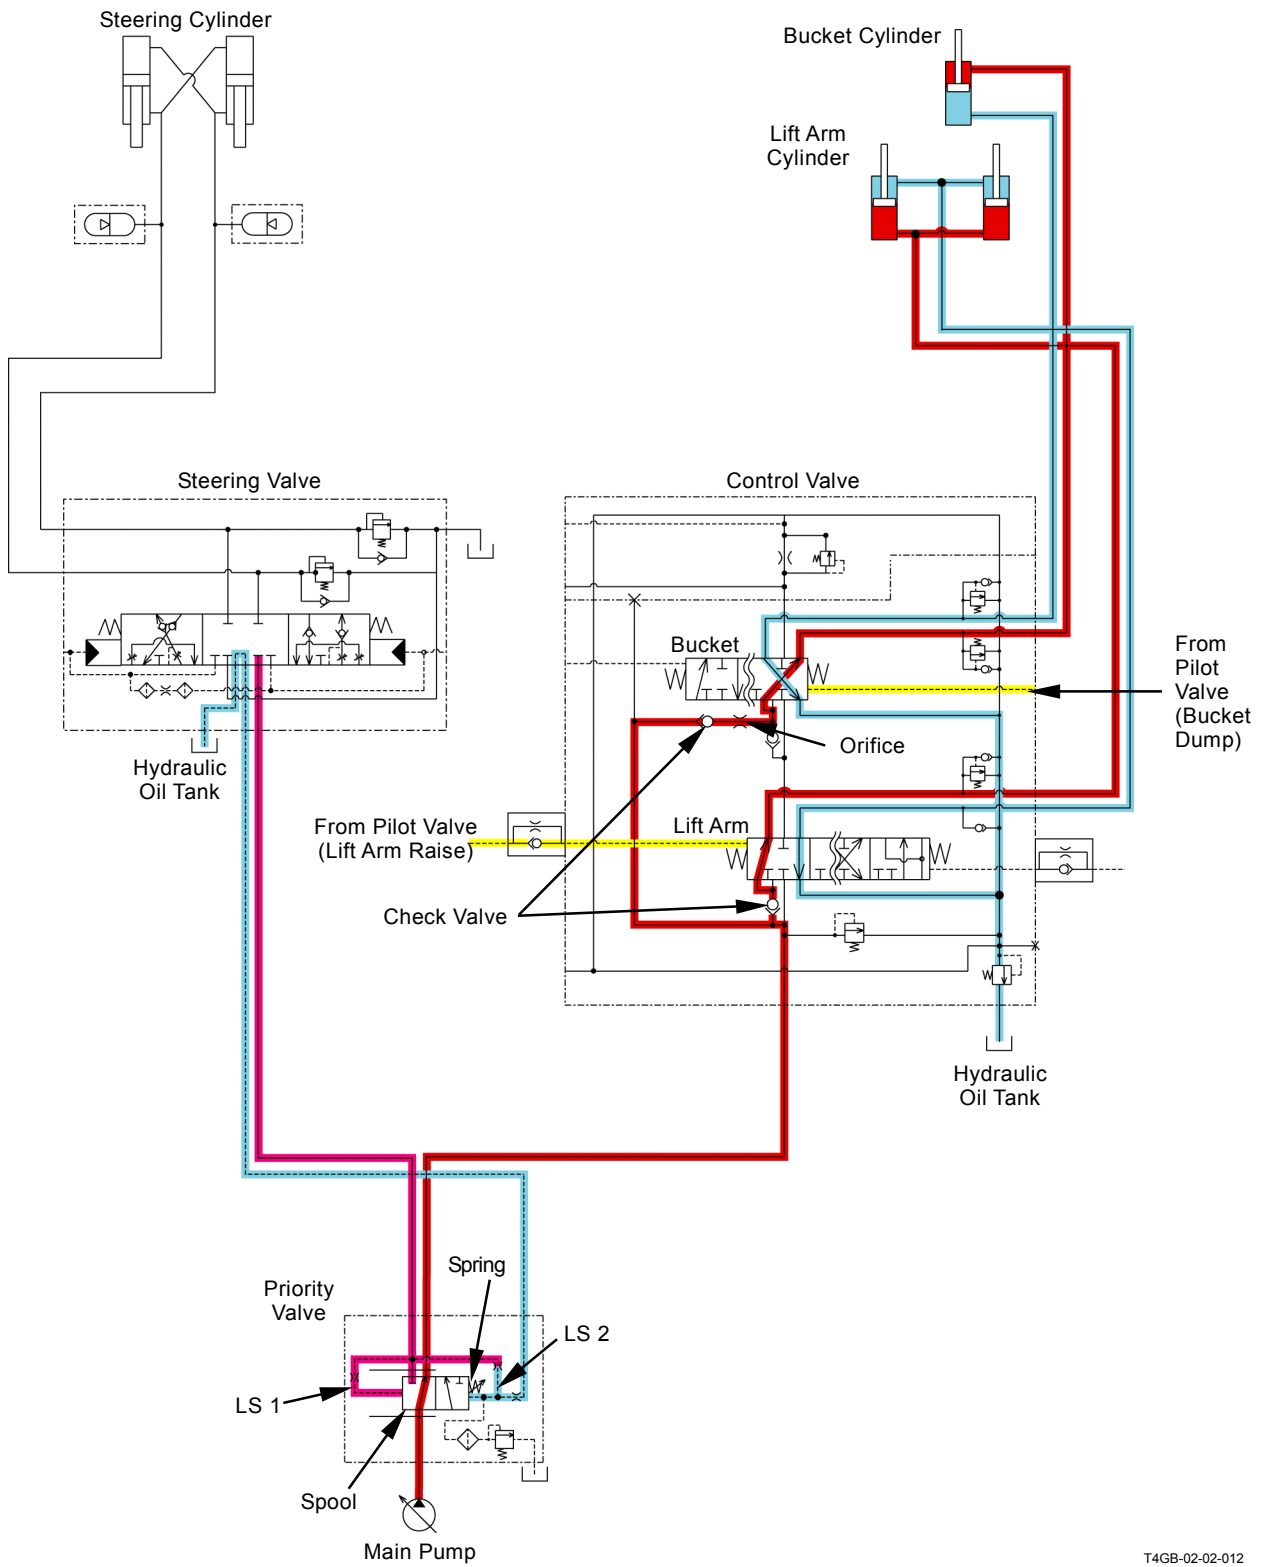 Steering Cylinder
Bucket Cylinder
Lift Arm
Cylinder
Steering Valve
Control Valve
Bucket
From
Pilot
Valve
(Bucket
Dump)
Orifice
Hydraulic
Oil Tank
From Pilot Valve
(Lift Arm Raise)
Lift Arm
Check Valve
Hydraulic
Oil Tank
Spring
Priority
Valve
LS 2
LS 1
Spool
Main Pump
T4GB-02-02-012